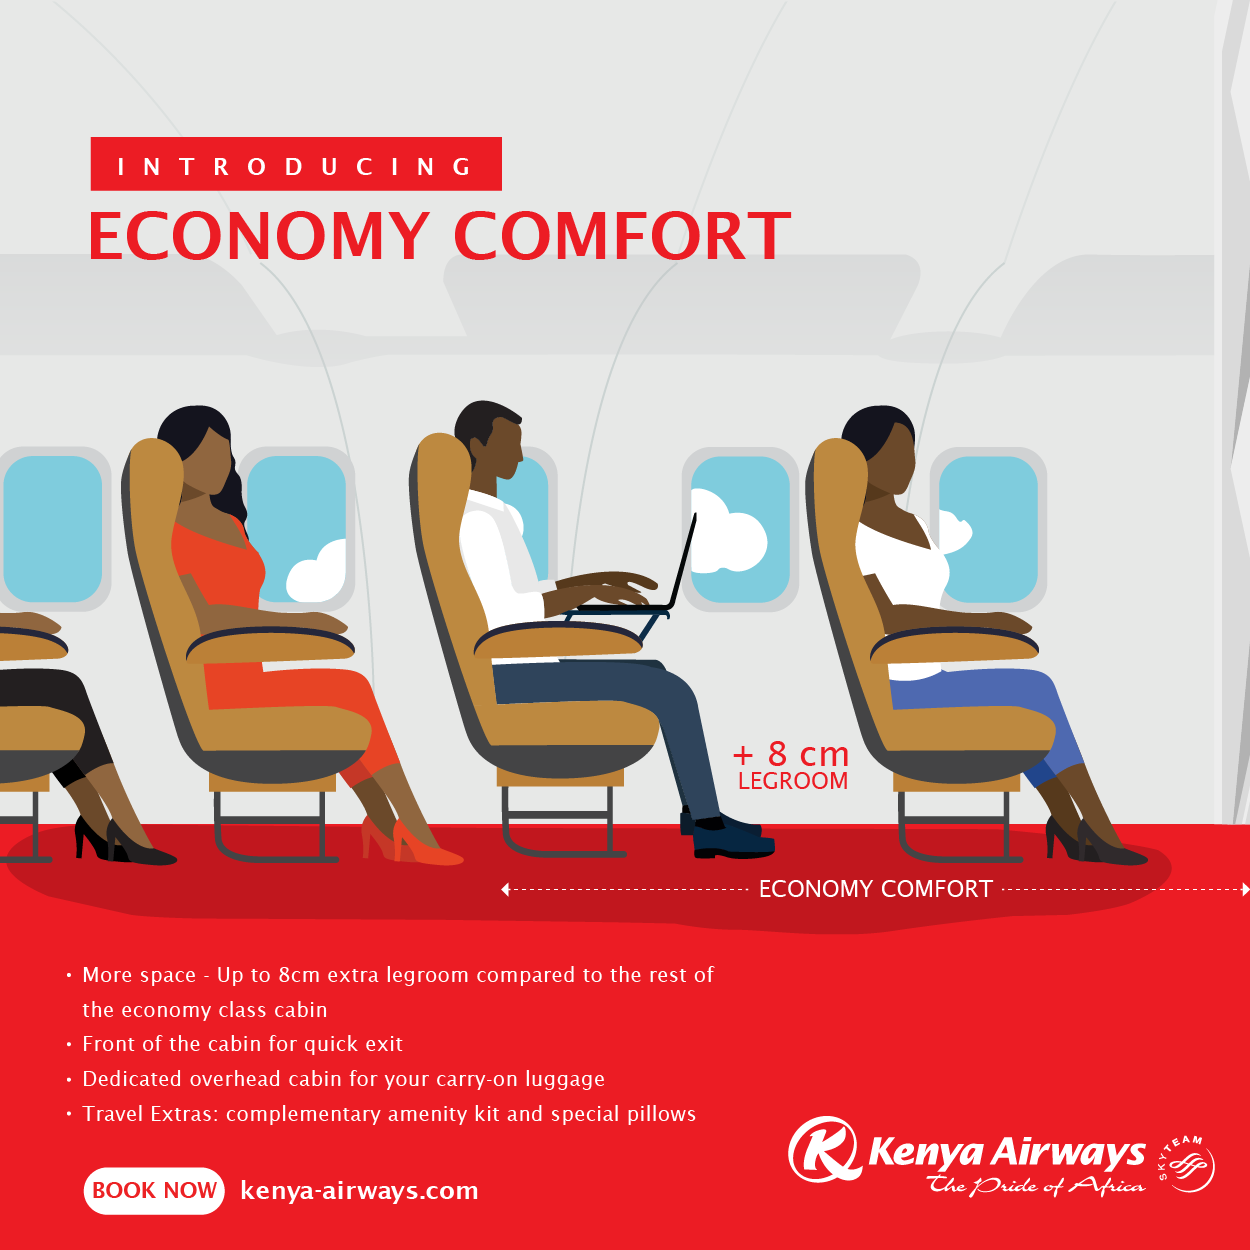 INTRODUCING
ECONOMY COMFORT
+ 8 cm
LEGROOM
ECONOMY COMFORT
• More space - Up to 8cm extra legroom compared to the rest of
the economy class cabin
• Front of the cabin for quick exit
• Dedicated overhead cabin for your carry-on luggage
• Travel Extras: complementary amenity kit and special pillows
BOOK NOW kenya-airways.com
Kenya Airways
The Pride of Africa
SKYTEAM